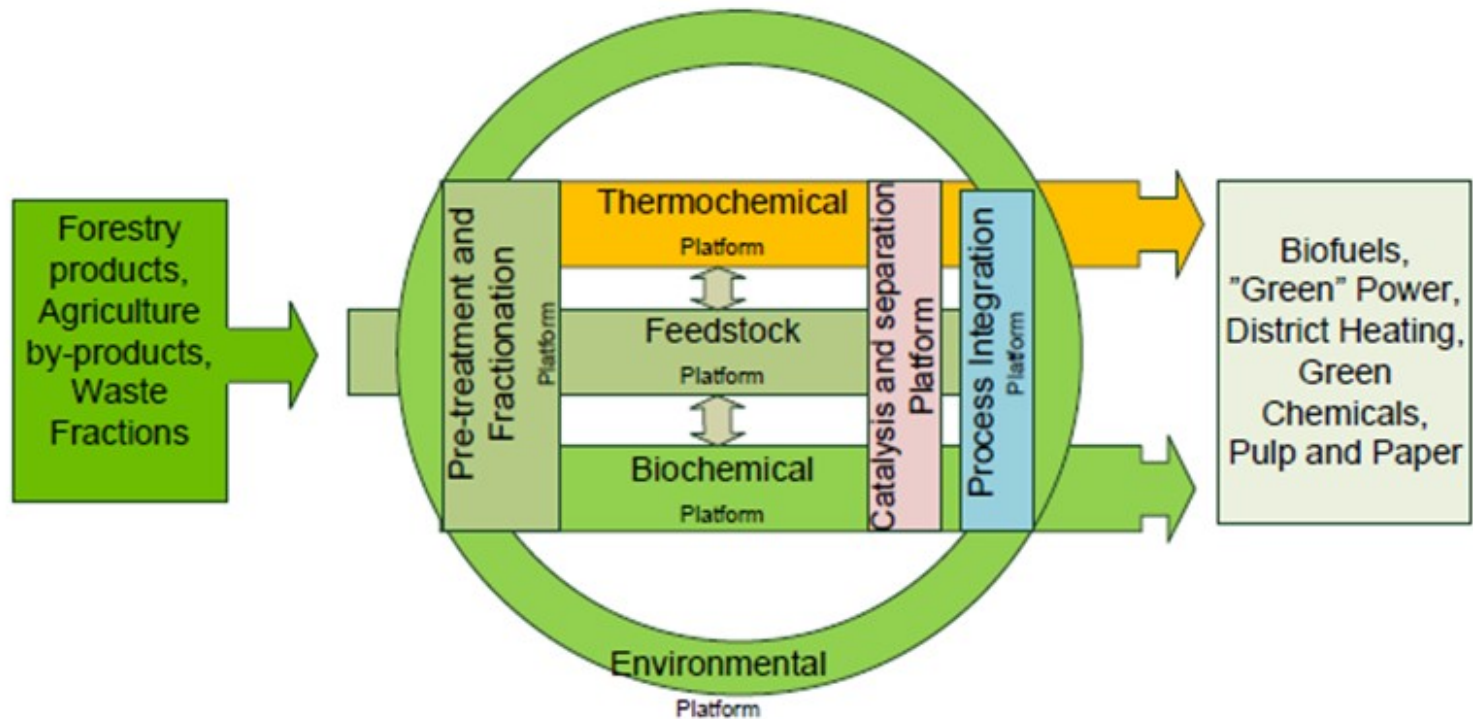 Forestry
products,
Agriculture
by-products,
Waste
Fractions
Pre-treatment and
Fractionation
Platform
Thermochemical
Platform
Feedstock
Platform
Biochemical
Platform
Catalysis and separation
Platform
Process Integration
Platform
Environmental
Platform
Biofuels,
”Green” Power,
District Heating,
Green
Chemicals,
Pulp and Paper